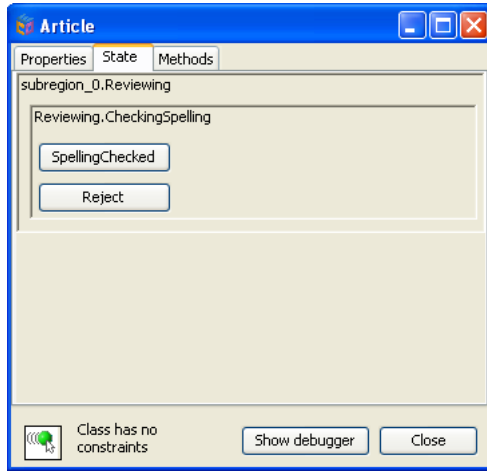 Article
Properties State Methods
subregion_0.Reviewing
Reviewing.CheckingSpelling
SpellingChecked
Reject
Class has no
constraints
Show debugger Close